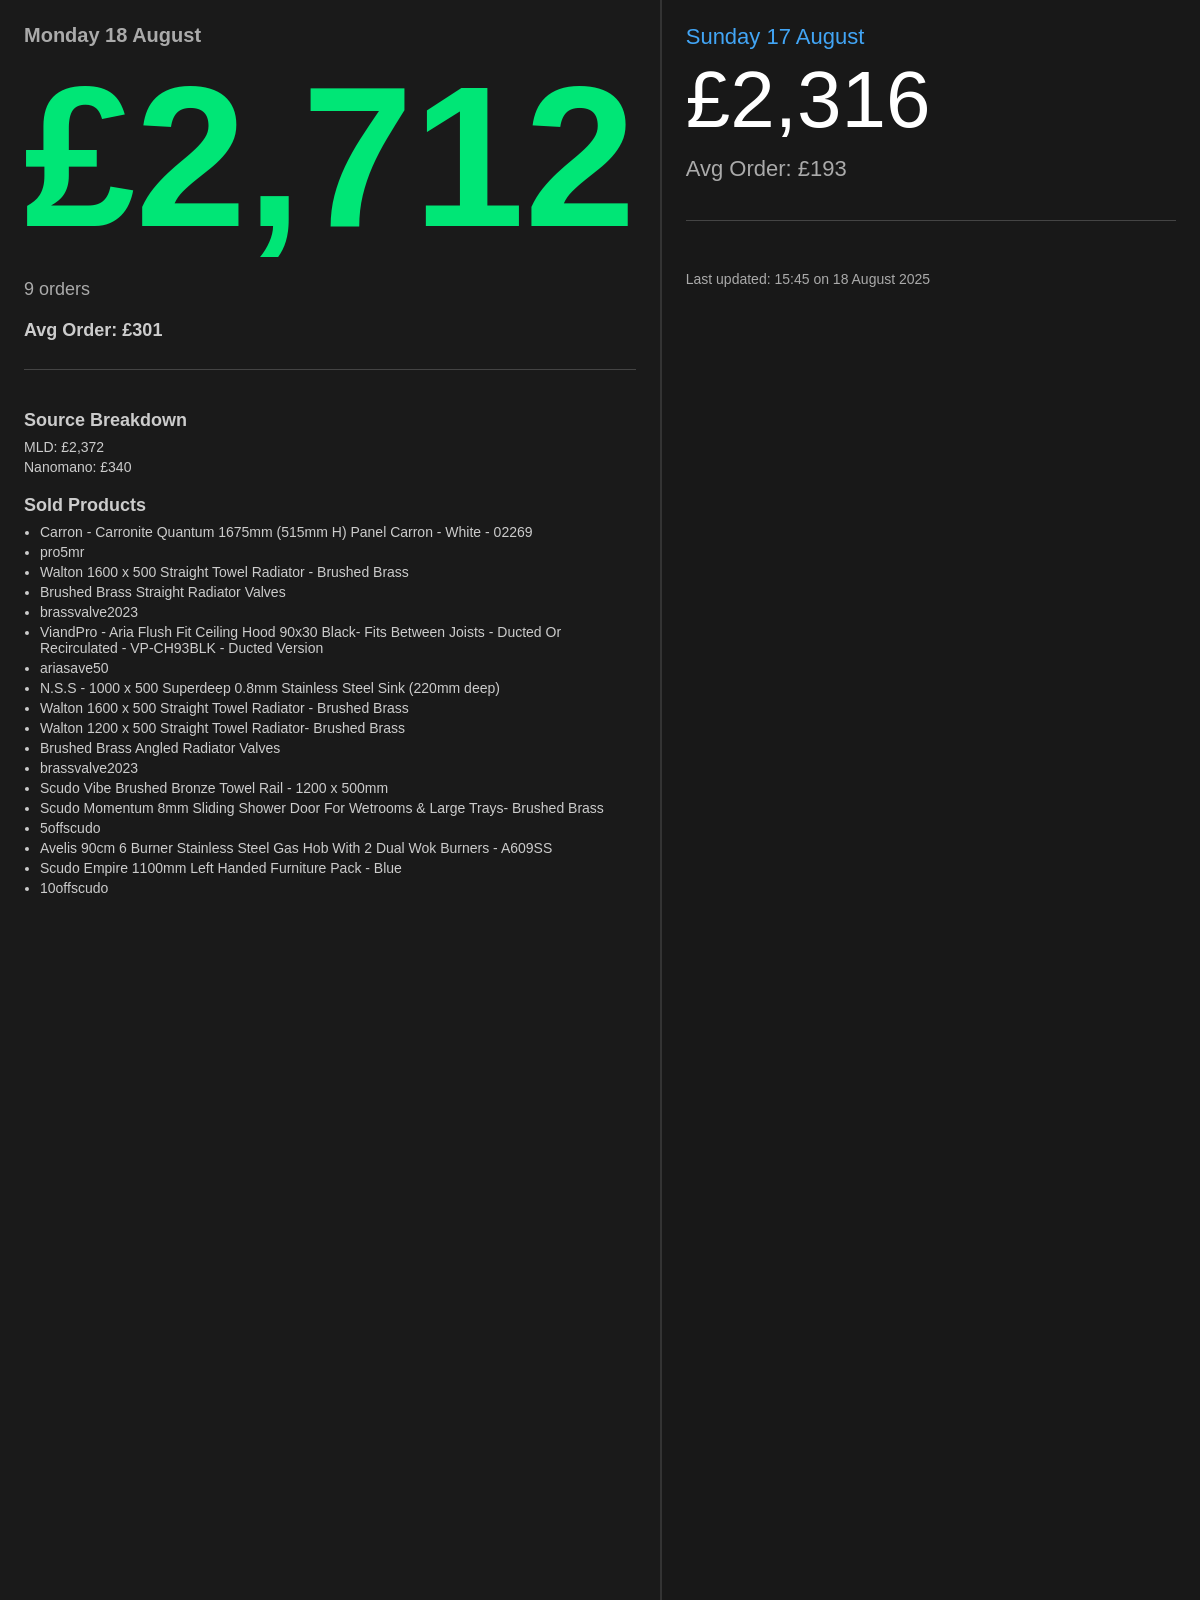 Monday 18 August
£2,712
9 orders
Avg Order: £301
Source Breakdown
MLD: £2,372
Nanomano: £340
Sold Products
• Carron - Carronite Quantum 1675mm (515mm H) Panel Carron - White - 02269
• pro5mr
• Walton 1600 x 500 Straight Towel Radiator - Brushed Brass
• Brushed Brass Straight Radiator Valves
• brassvalve2023
• ViandPro - Aria Flush Fit Ceiling Hood 90x30 Black- Fits Between Joists - Ducted Or
Recirculated - VP-CH93BLK - Ducted Version
• ariasave50
• N.S.S - 1000 x 500 Superdeep 0.8mm Stainless Steel Sink (220mm deep)
• Walton 1600 x 500 Straight Towel Radiator - Brushed Brass
• Walton 1200 x 500 Straight Towel Radiator- Brushed Brass
• Brushed Brass Angled Radiator Valves
• brassvalve2023
• Scudo Vibe Brushed Bronze Towel Rail - 1200 x 500mm
• Scudo Momentum 8mm Sliding Shower Door For Wetrooms & Large Trays- Brushed Brass
• 5offscudo
• Avelis 90cm 6 Burner Stainless Steel Gas Hob With 2 Dual Wok Burners - A609SS
• Scudo Empire 1100mm Left Handed Furniture Pack - Blue
• 10offscudo
Sunday 17 August
£2,316
Avg Order: £193
Last updated: 15:45 on 18 August 2025